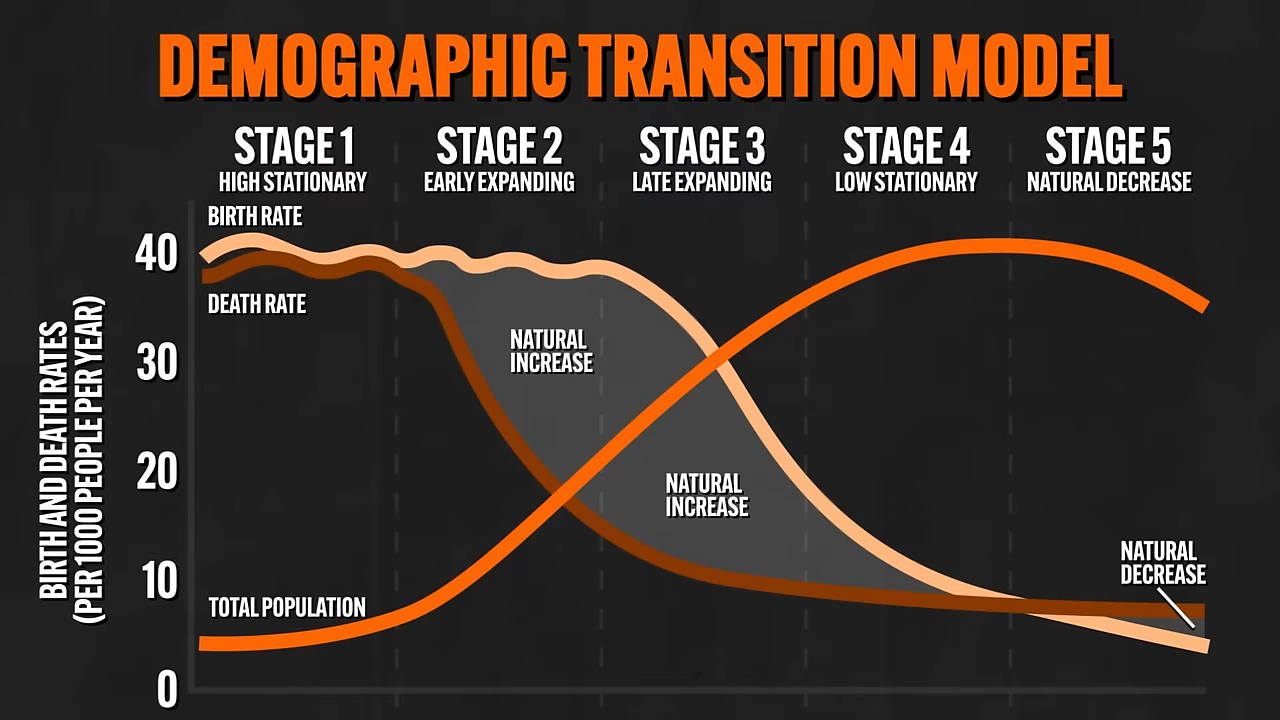 DEMOGRAPHIC TRANSITION MODEL
STAGE 1
HIGH STATIONARY
STAGE 2
EARLY EXPANDING
STAGE 3
LATE EXPANDING
STAGE 4
LOW STATIONARY
STAGE 5
NATURAL DECREASE
BIRTH RATE
DEATH RATE
TOTAL POPULATION
40
30
20
10
0
BIRTH AND DEATH RATES
(PER 1000 PEOPLE PER YEAR)
NATURAL
INCREASE
NATURAL
INCREASE
NATURAL
DECREASE